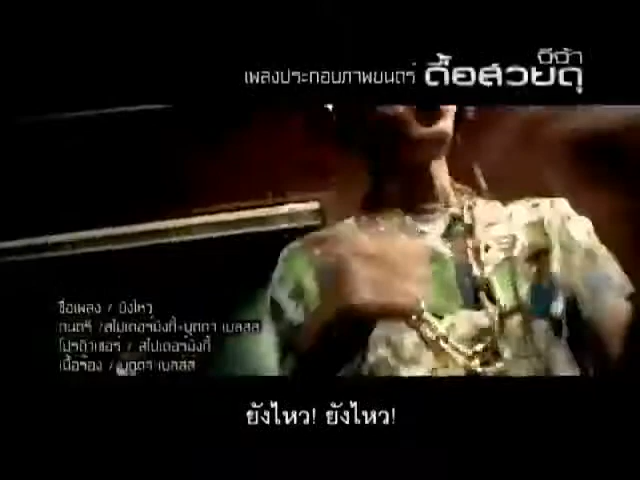 เพลงประกอบภาพยนตร์ จีจ้า ดื้อสวยดุ
ชื่อเพลง / ยังไหว
ดนตรี / สไปเดอร์มังกี้+บุดดา เบลสส
โปรดิวเซอร์ / สไปเดอร์มังกี้
เนื้อร้อง / บุดดา เบลสส
ยังไหว! ยังไหว!